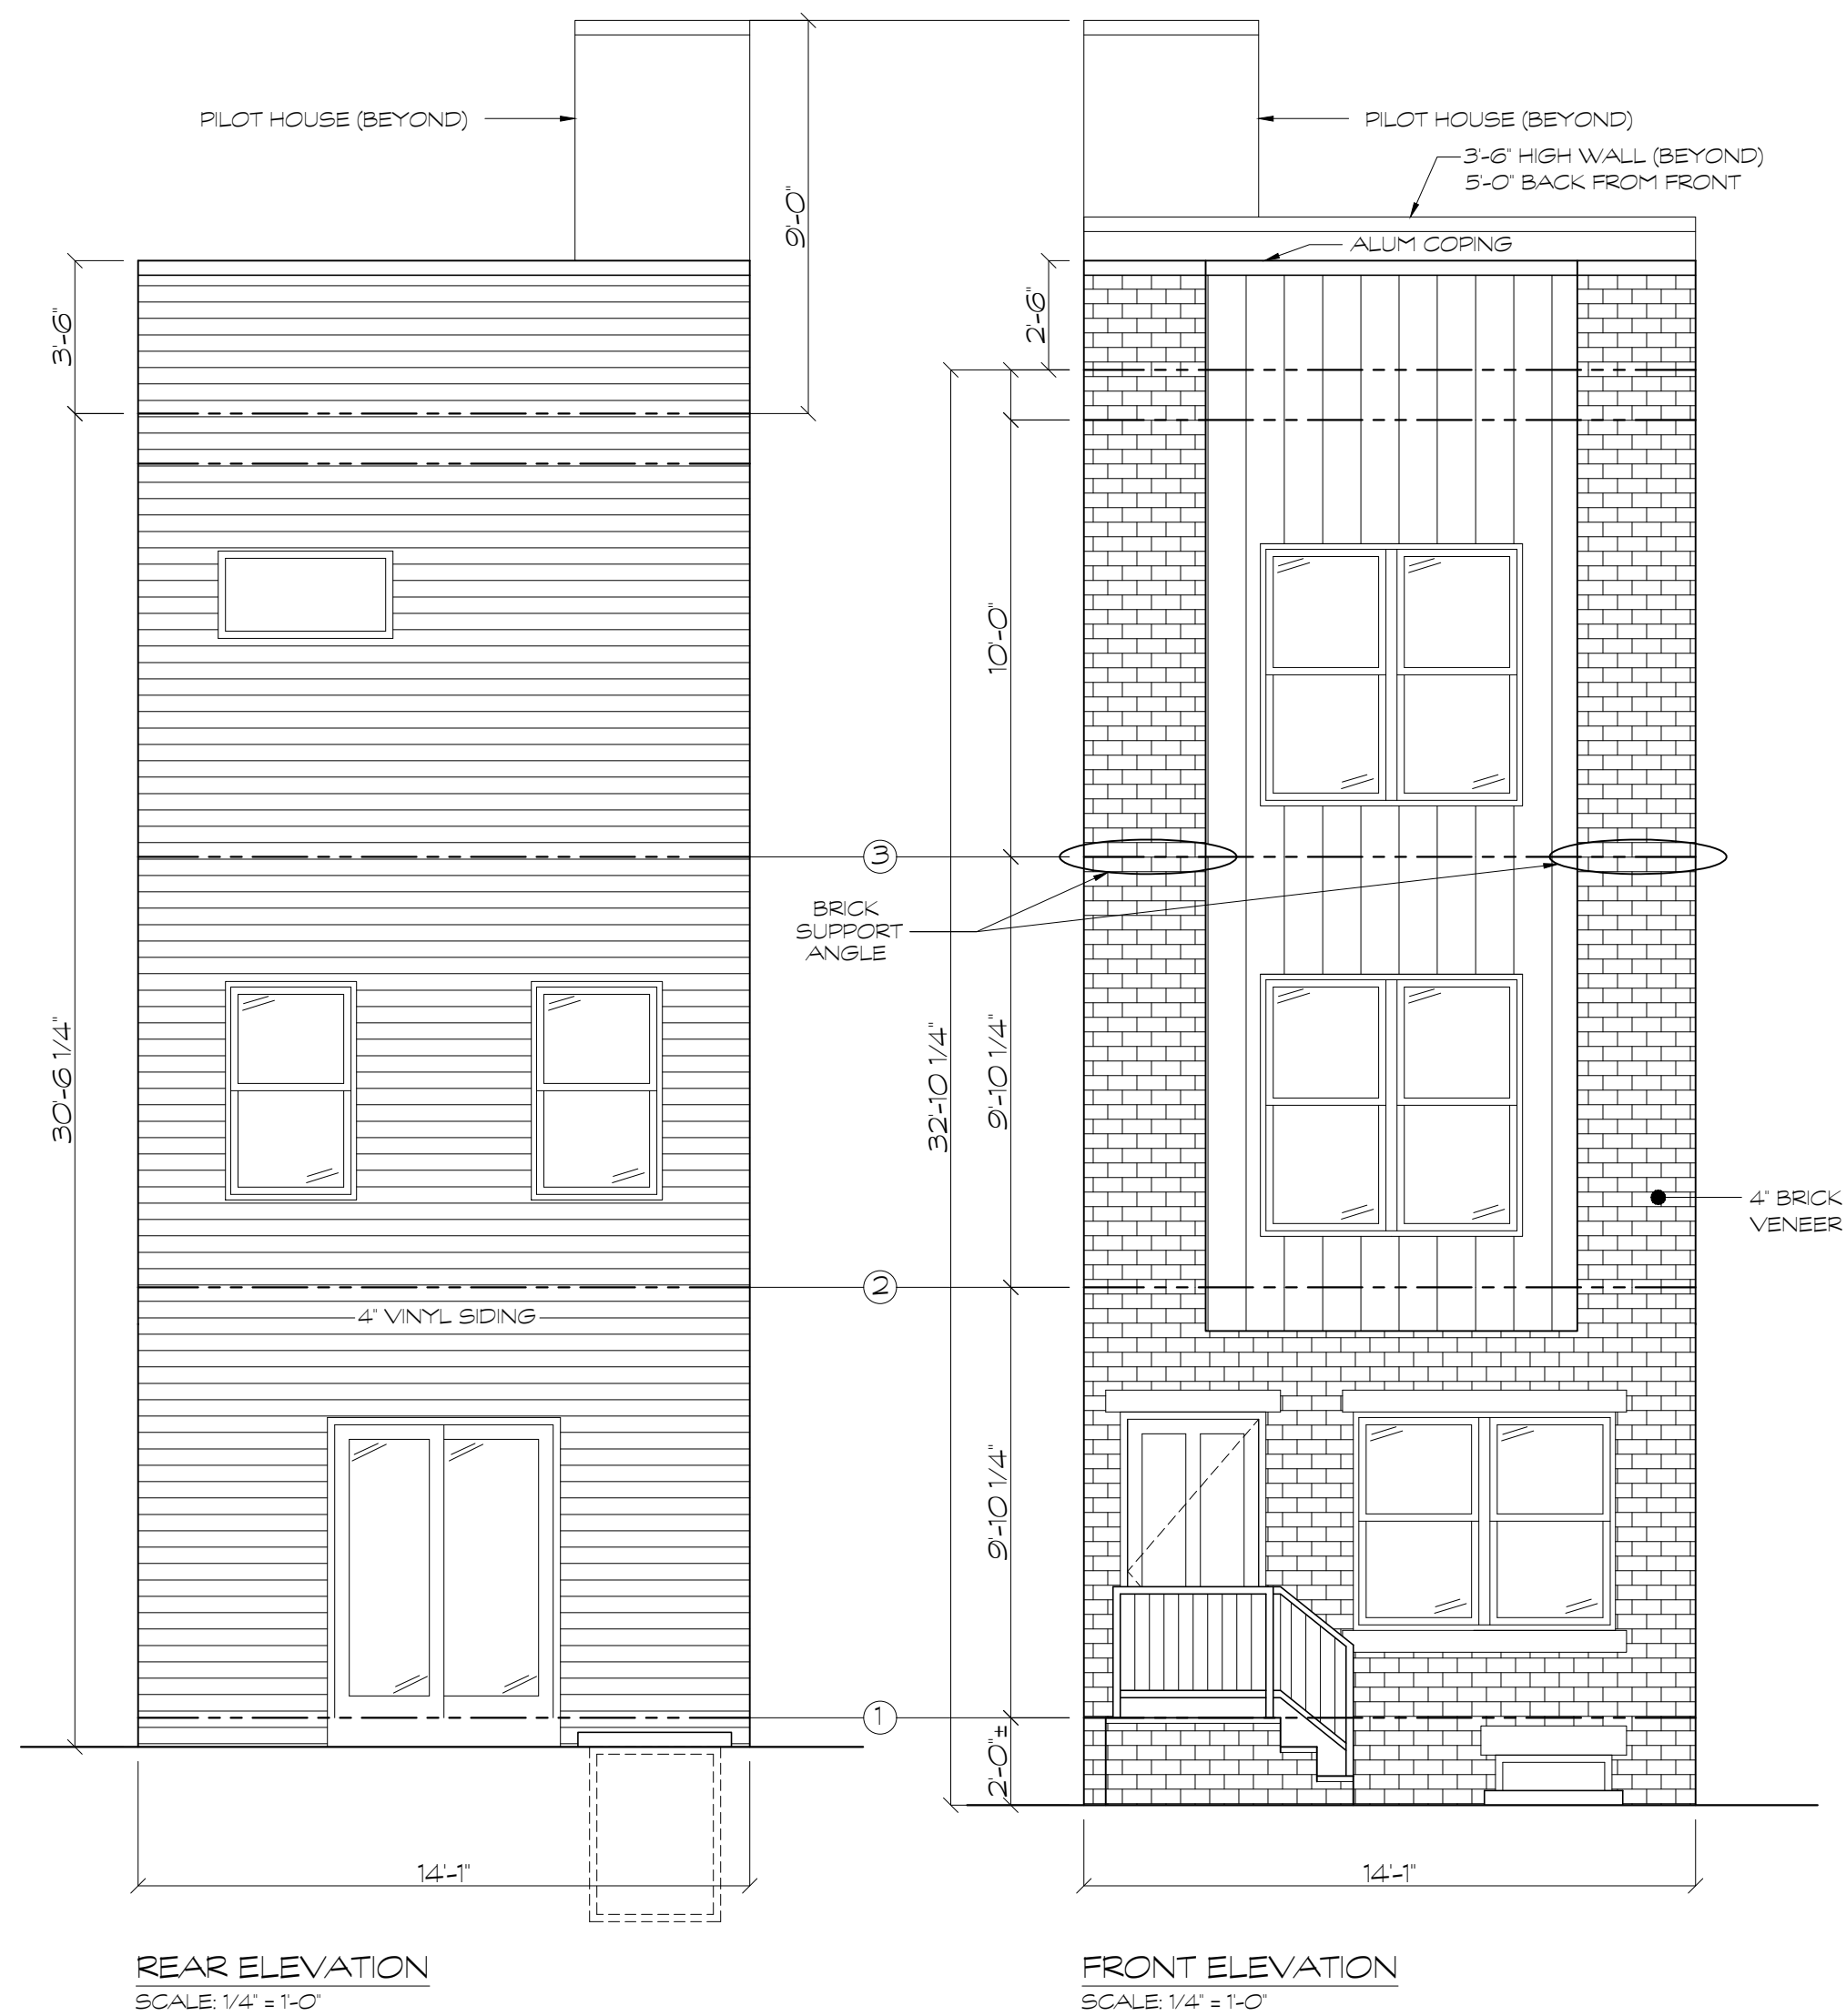 PILOT HOUSE (BEYOND)
PILOT HOUSE (BEYOND)
3'-6" HIGH WALL (BEYOND)
5'-0" BACK FROM FRONT
ALUM COPING
9'-0"
3'-6"
2'-6"
10'-0"
3
BRICK
SUPPORT
ANGLE
30'-6 1/4"
32'-10 1/4"
9'-10 1/4"
4" BRICK
VENEER
2
4" VINYL SIDING
9'-10 1/4"
1
2'-0"±
14'-1"
14'-1"
REAR ELEVATION
SCALE: 1/4" = 1'-0"
FRONT ELEVATION
SCALE: 1/4" = 1'-0"